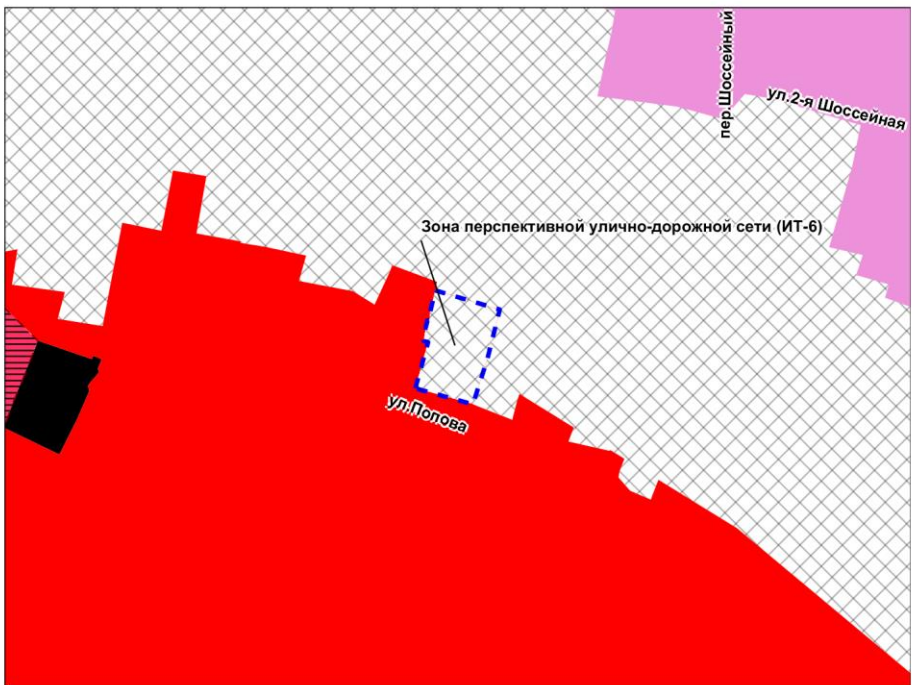 пер.Шоссейный
ул.2-я Шоссейная
Зона перспективной улично-дорожной сети (ИТ-6)
ул.Попова